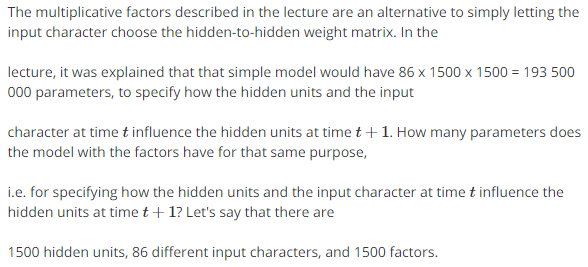 The multiplicative factors described in the lecture are an alternative to simply letting the
input character choose the hidden-to-hidden weight matrix. In the
lecture, it was explained that that simple model would have 86 x 1500 x 1500 = 193 500
000 parameters, to specify how the hidden units and the input
character at time t influence the hidden units at time t + 1. How many parameters does
the model with the factors have for that same purpose,
i.e. for specifying how the hidden units and the input character at time t influence the
hidden units at time t + 1? Let's say that there are
1500 hidden units, 86 different input characters, and 1500 factors.